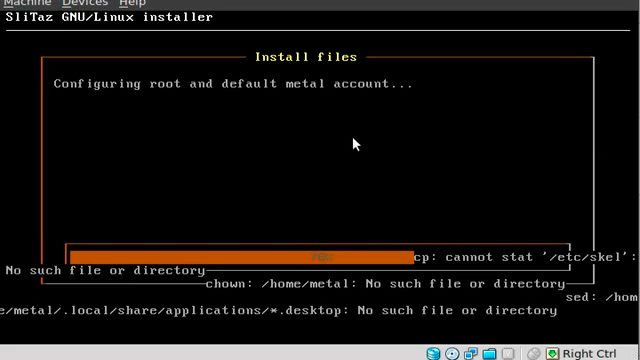 Machine Devices Help
SliTaz GNU/Linux installer
Install files
Configuring root and default metal account...
cp: cannot stat '/etc/skel':
No such file or directory
chown: /home/metal: No such file or directory
sed: /hom
e/metal/.local/share/applications/*.desktop: No such file or directory
Right Ctrl